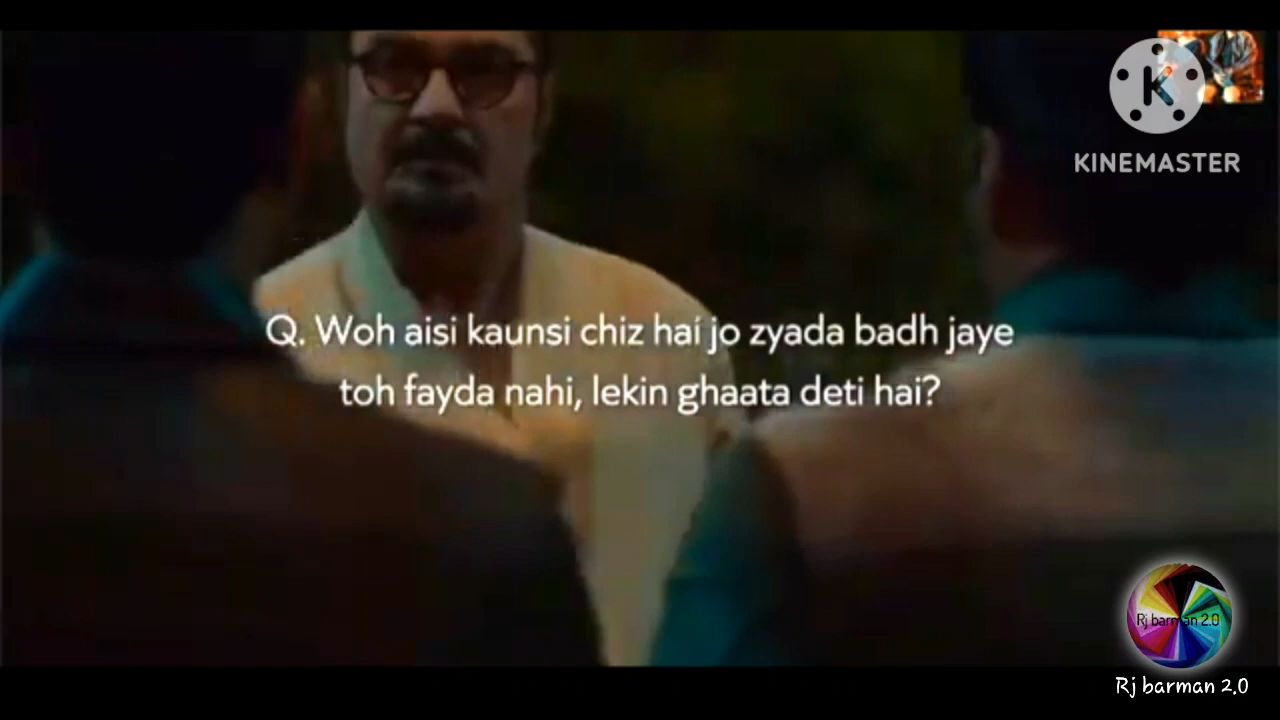 KINEMASTER
Q. Woh aisi kaunsi chiz hai jo zyada badh jaye
toh fayda nahi, lekin ghaata deti hai?
Rj barman 2.0
Rj barman 2.0